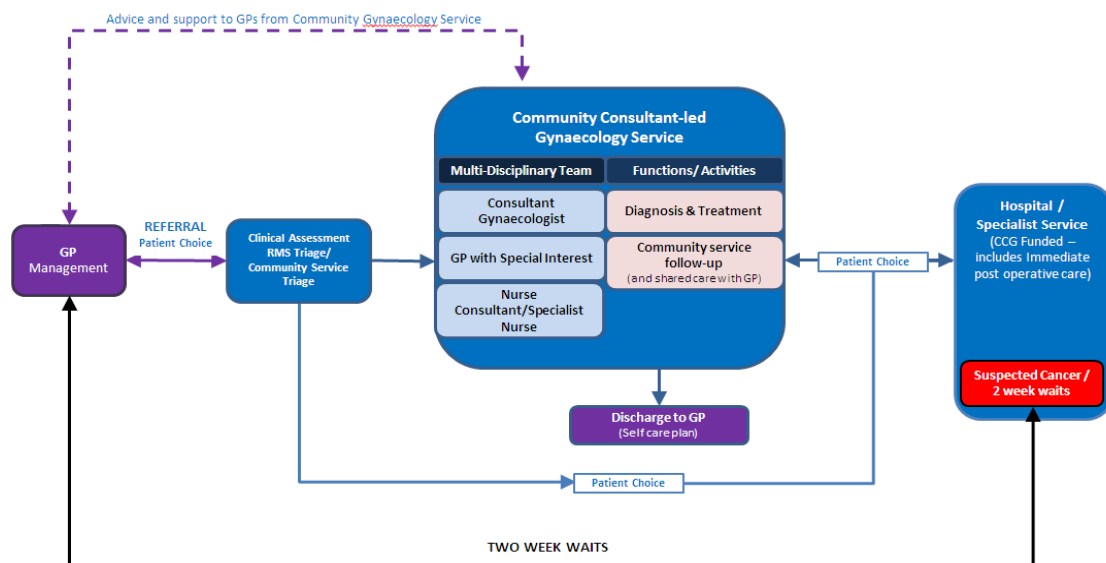 Advice and support to GPs from Community Gynaecology Service
Community Consultant-led
Gynaecology Service
Multi-Disciplinary Team
Functions/ Activities
Consultant
Gynaecologist
Diagnosis & Treatment
GP with Special Interest
Community service
follow-up
(and shared care with GP)
Nurse
Consultant/Specialist
Nurse
GP
Management
REFERRAL
Patient Choice
Clinical Assessment
RMS Triage/
Community Service
Triage
Patient Choice
Hospital /
Specialist Service
(CCG Funded –
includes Immediate
post operative care)
Suspected Cancer /
2 week waits
Discharge to GP
(Self care plan)
Patient Choice
TWO WEEK WAITS